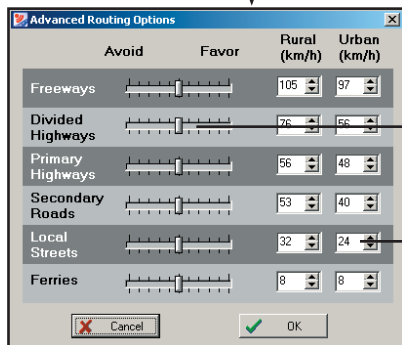 Advanced Routing Options
Avoid Favor Rural (km/h) Urban (km/h)
Freeways 105 97
Divided Highways 76 56
Primary Highways 56 48
Secondary Roads 53 40
Local Streets 32 24
Ferries 8 8
Cancel OK